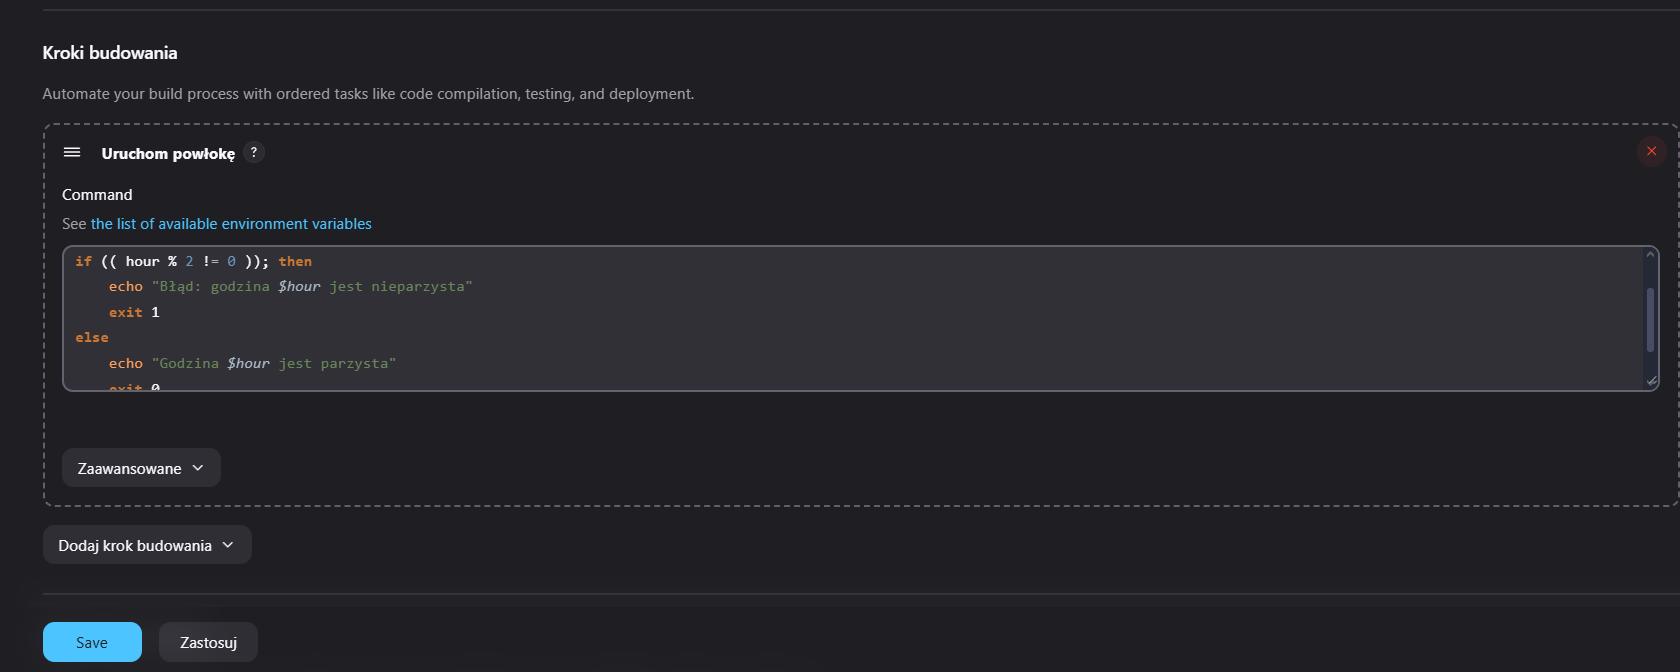 Kroki budowania
Automate your build process with ordered tasks like code compilation, testing, and deployment.
Uruchom powłokę ?
Command
See the list of available environment variables
if (( hour % 2 != 0 )); then
    echo "Błąd: godzina $hour jest nieparzysta"
    exit 1
else
    echo "Godzina $hour jest parzysta"
    exit 0
Zaawansowane
Dodaj krok budowania
Save
Zastosuj